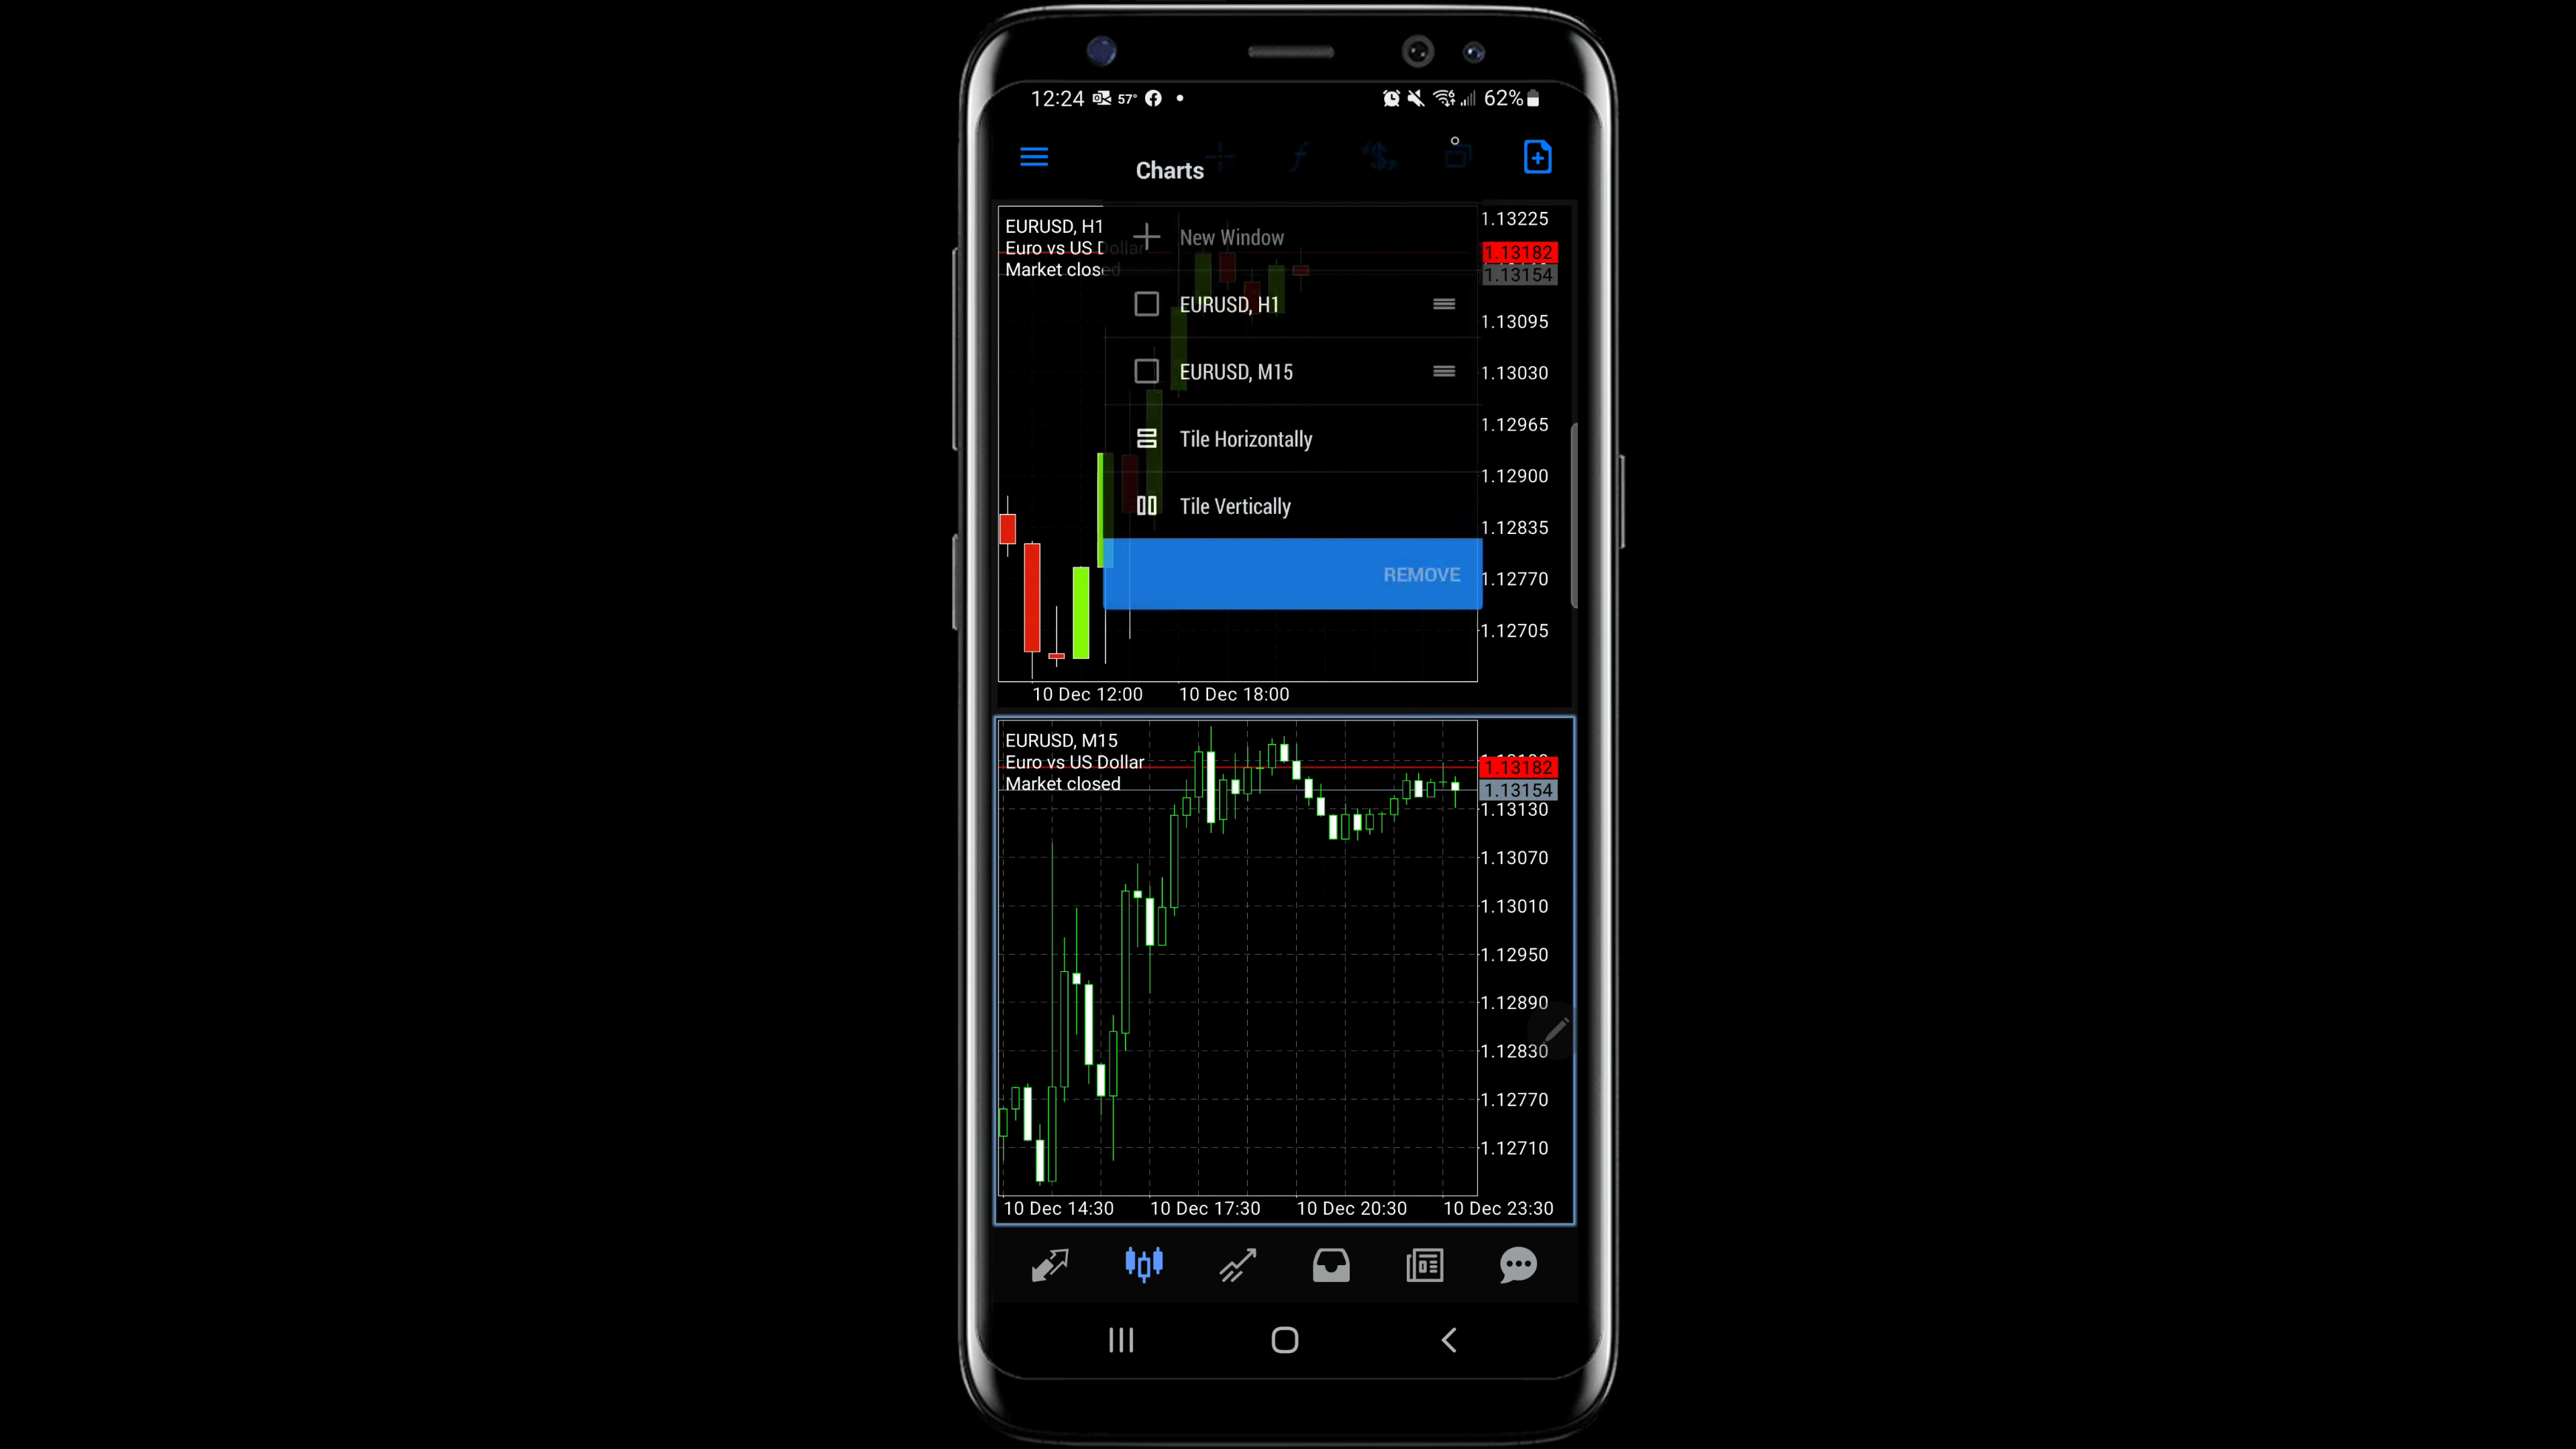 12:24 57° 62%
Charts
EURUSD, H1
Euro vs US Dollar
Market closed
New Window
EURUSD, H1
EURUSD, M15
Tile Horizontally
Tile Vertically
REMOVE
1.13225
1.13182
1.13154
1.13095
1.13030
1.12965
1.12900
1.12835
1.12770
1.12705
10 Dec 12:00 10 Dec 18:00
EURUSD, M15
Euro vs US Dollar
Market closed
1.13182
1.13154
1.13130
1.13070
1.13010
1.12950
1.12890
1.12830
1.12770
1.12710
10 Dec 14:30 10 Dec 17:30 10 Dec 20:30 10 Dec 23:30